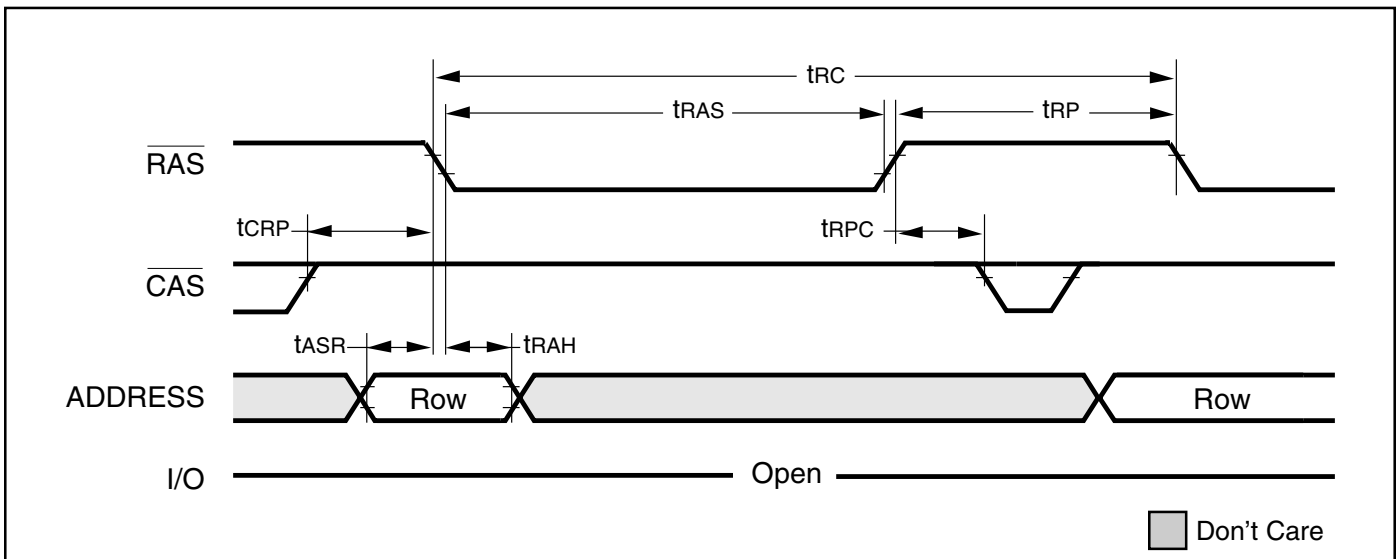 tRC
tRAS
tRP
RAS
tCRP
tRPC
CAS
tASR
tRAH
ADDRESS
Row
Row
I/O
Open
Don't Care